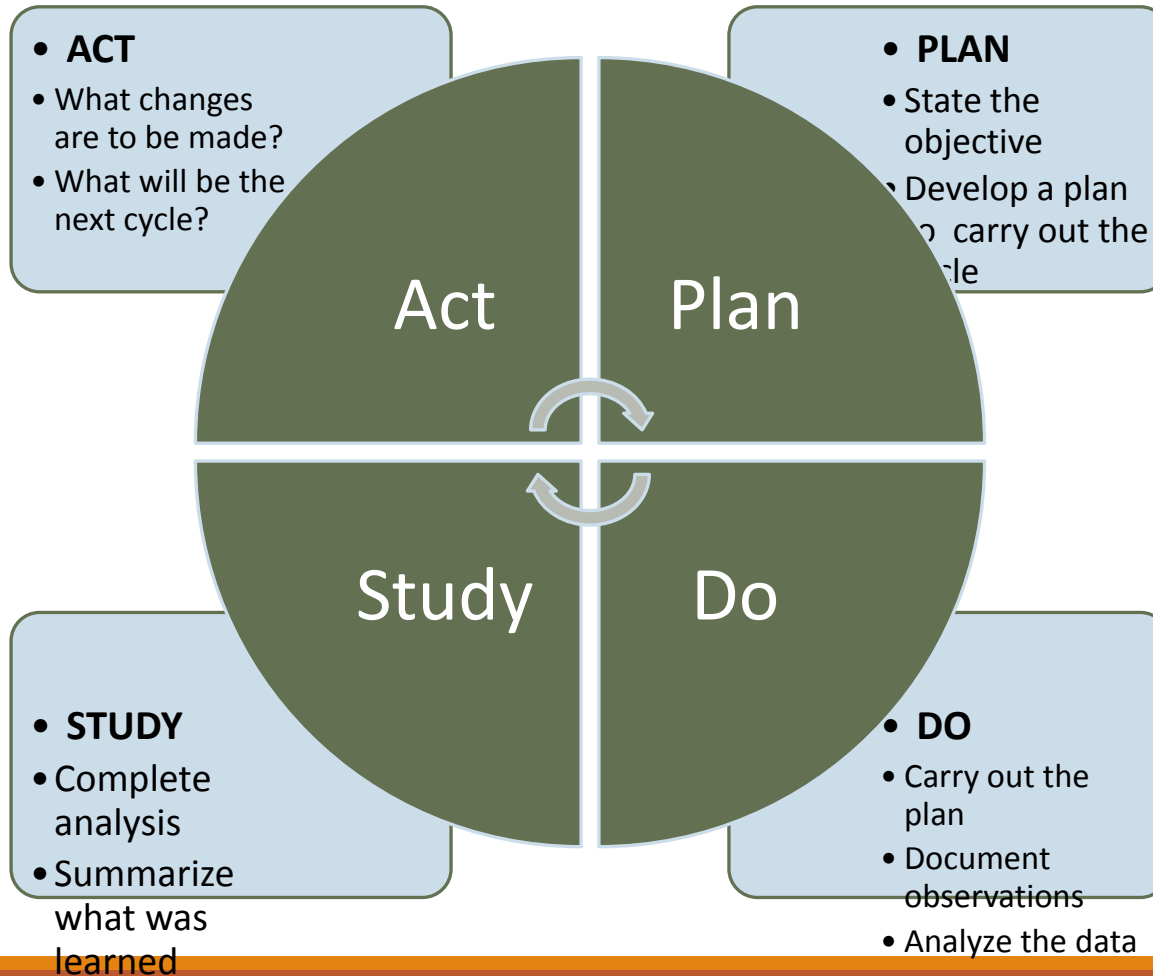 • ACT
• What changes
are to be made?
• What will be the
next cycle?
• PLAN
• State the
objective
• Develop a plan
carry out the
Act
Plan
Study
Do
• STUDY
• Complete
analysis
• Summarize
what was
learned
• DO
• Carry out the
plan
• Document
observations
• Analyze the data